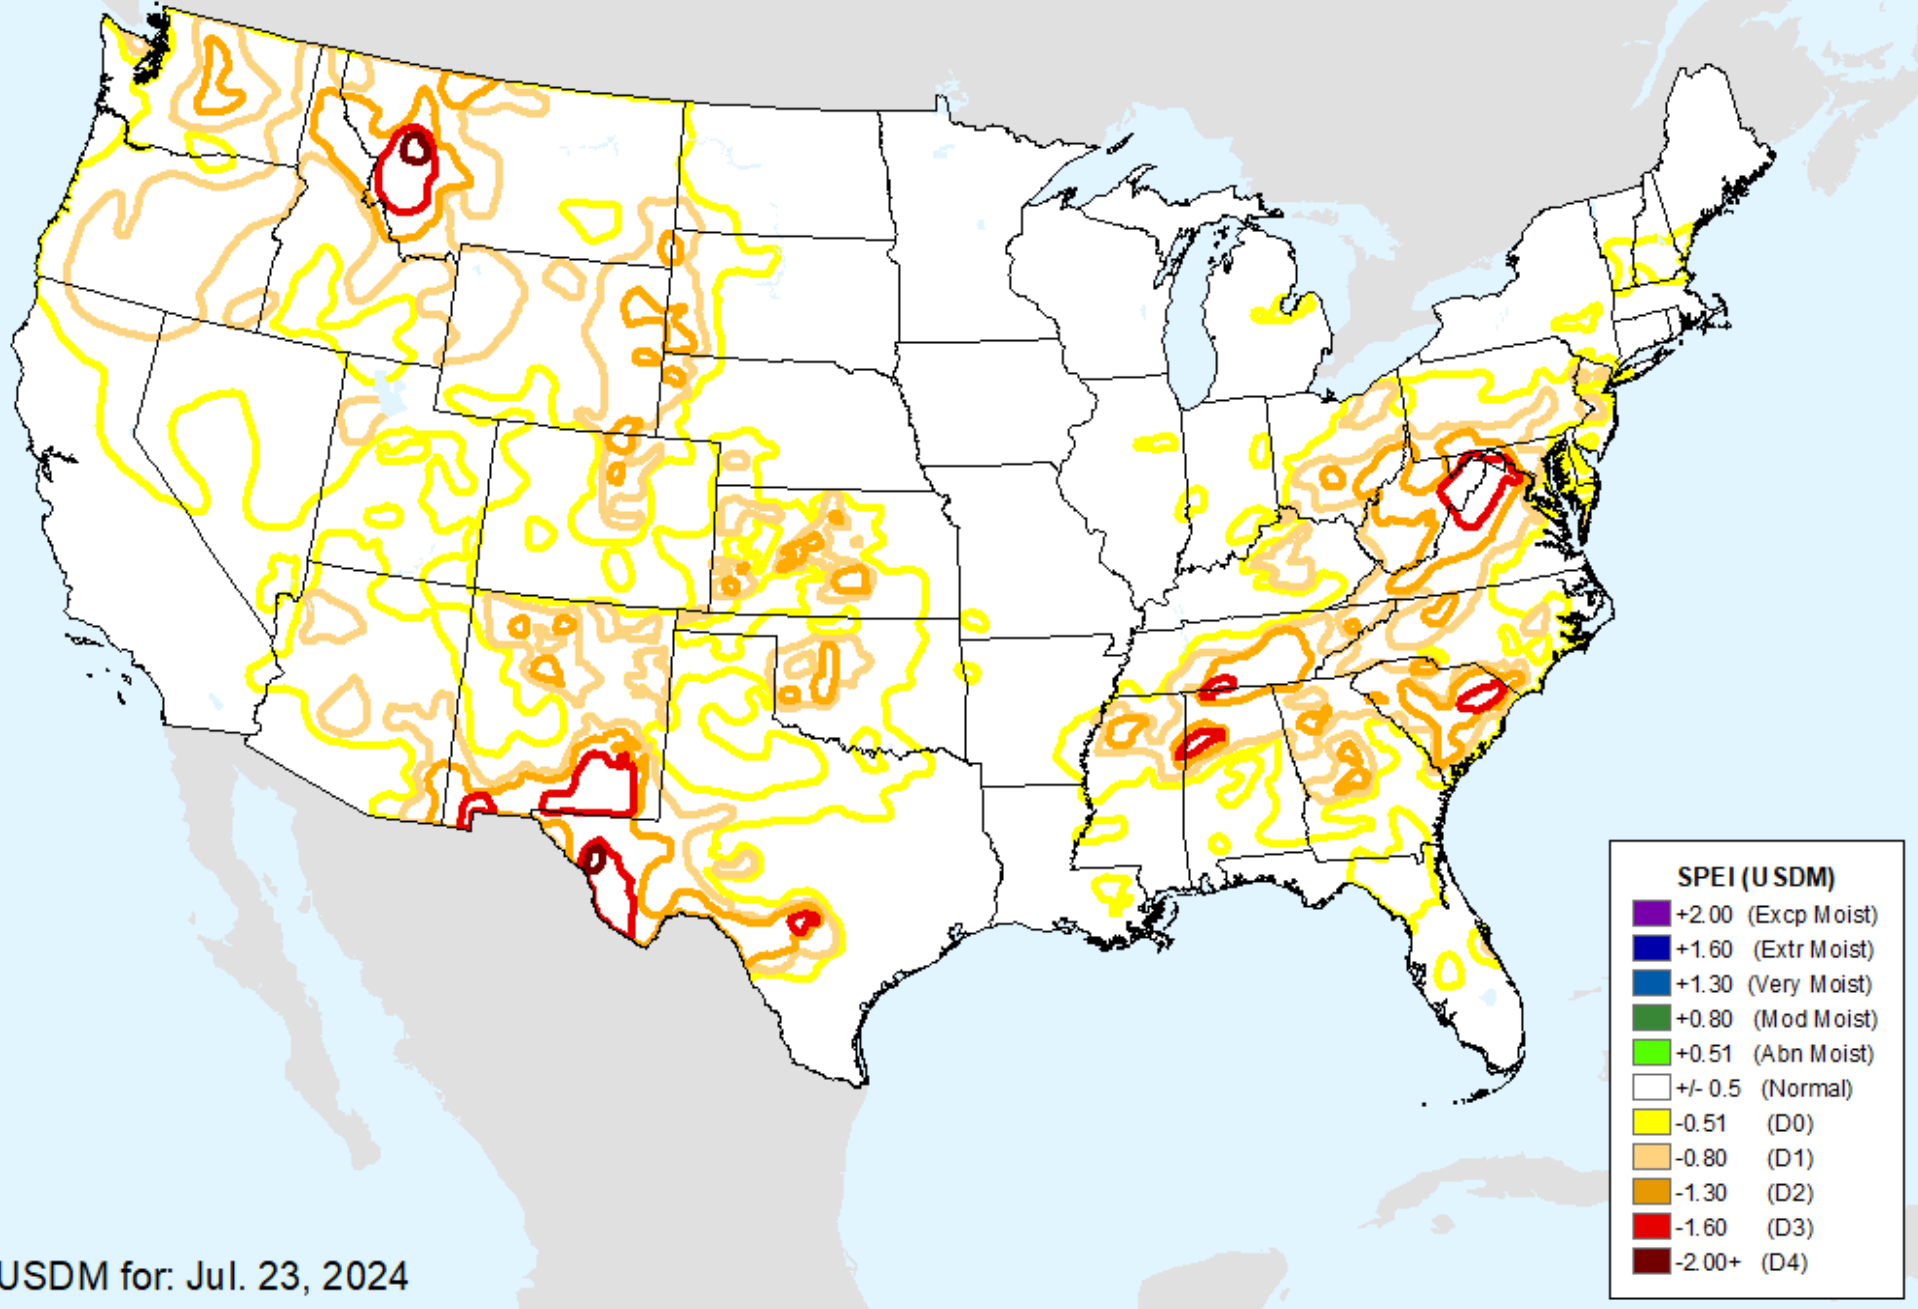 SPEI (USDM)
+2.00 (Excp Moist)
+1.60 (Extr Moist)
+1.30 (Very Moist)
+0.80 (Mod Moist)
+0.51 (Abn Moist)
+/- 0.5 (Normal)
-0.51 (D0)
-0.80 (D1)
-1.30 (D2)
-1.60 (D3)
-2.00+ (D4)
USDM for: Jul. 23, 2024